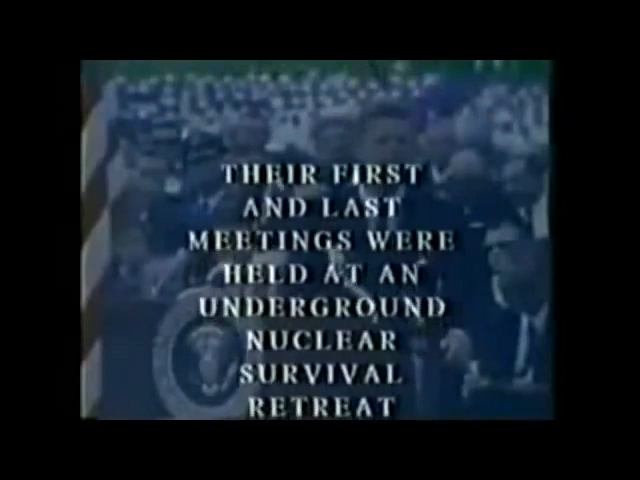 THEIR FIRST
AND LAST
MEETINGS WERE
HELD AT AN
UNDERGROUND
NUCLEAR
SURVIVAL
RETREAT